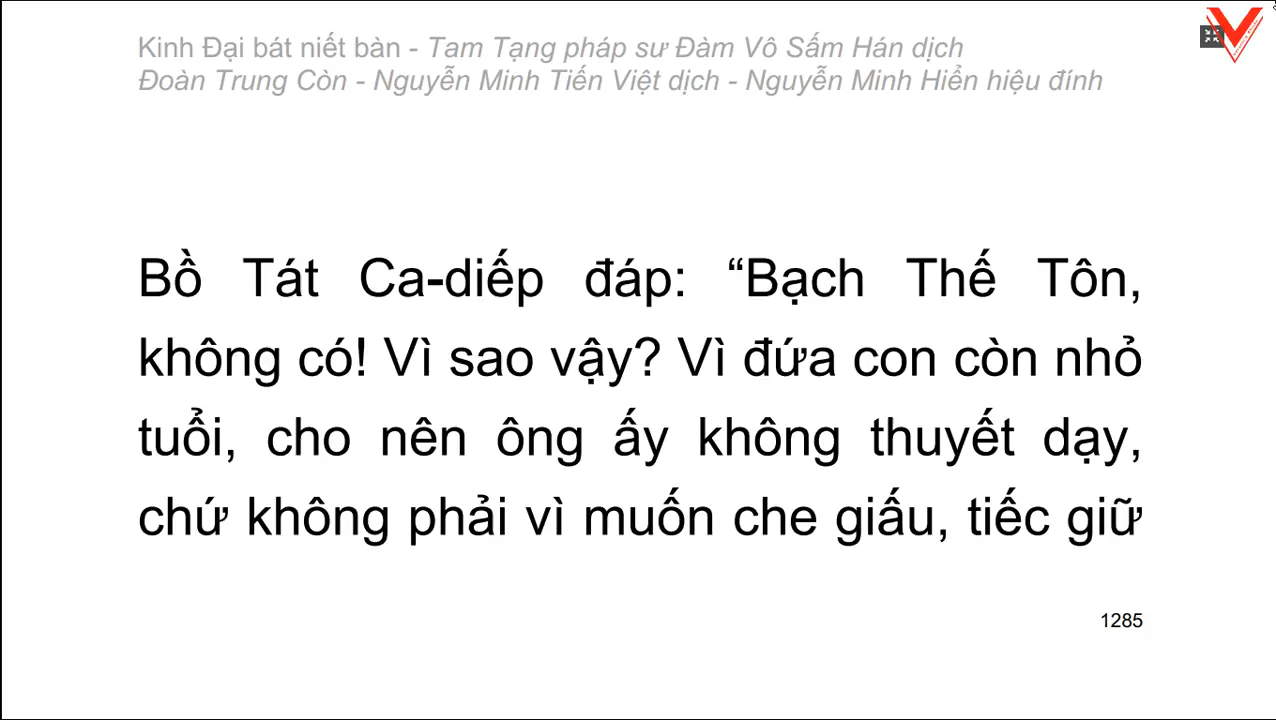 Kinh Đại bát niết bàn - Tam Tạng pháp sư Đàm Vô Sấm Hán dịch
Đoàn Trung Còn - Nguyễn Minh Tiến Việt dịch - Nguyễn Minh Hiển hiệu đính
Bồ Tát Ca-diếp đáp: “Bạch Thế Tôn,
không có! Vì sao vậy? Vì đứa con còn nhỏ
tuổi, cho nên ông ấy không thuyết dạy,
chứ không phải vì muốn che giấu, tiếc giữ
1285